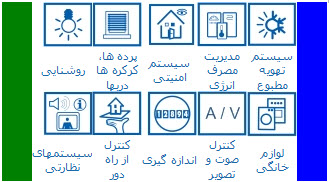 سیستم
تهویه
مطبوع
مدیریت
مصرف
انرژی
سیستم
امنیتی
پرده ها،
کرکره ها
دربها
روشنایی
لوازم
خانگی
A / V
کنترل
صوت و
تصویر
اندازه گیری
کنترل
از راه
دور
سیستمهای
نظارتی